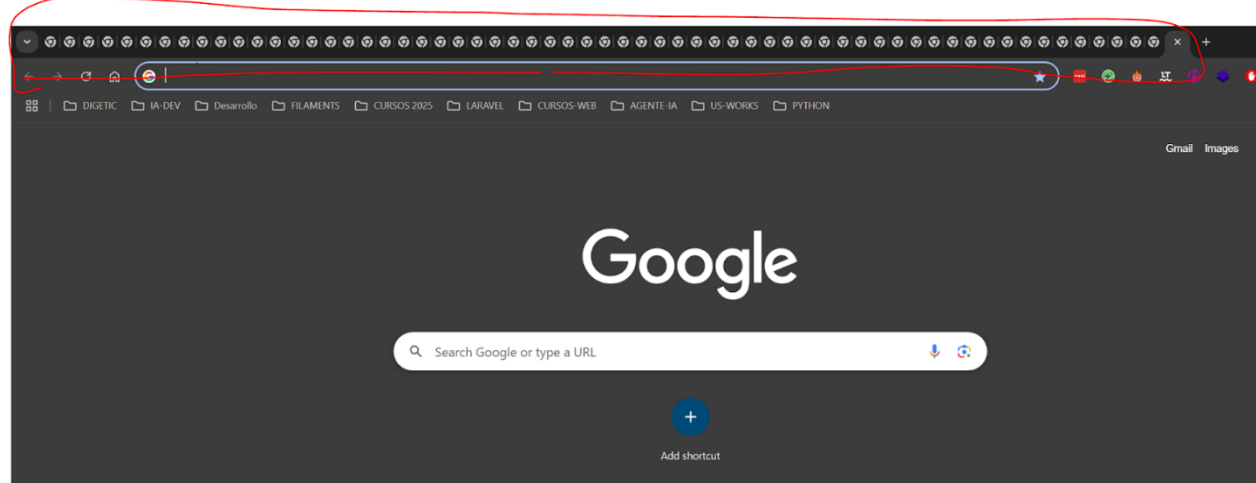 DIGETIC IA-DEV Desarrollo FILAMENTS CURSOS 2025 LARAVEL CURSOS-WEB AGENTE-IA US-WORKS PYTHON
Gmail Images
Google
Search Google or type a URL
Add shortcut